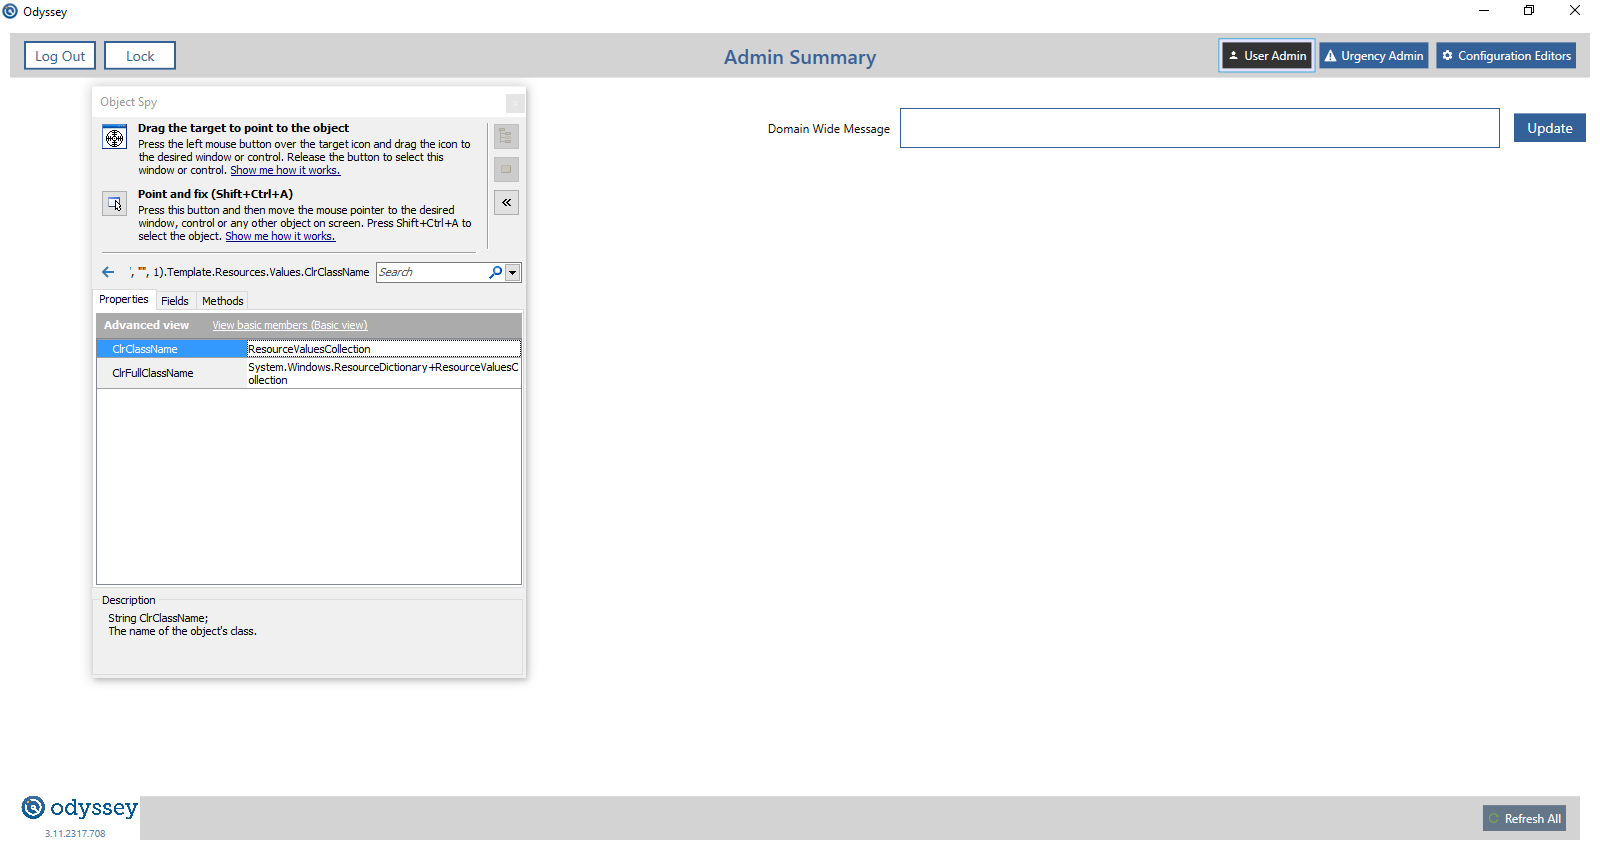 Odyssey
Log Out
Lock
Admin Summary
User Admin
Urgency Admin
Configuration Editors
Object Spy
Drag the target to point to the object
Press the left mouse button over the target icon and drag the icon to
the desired window or control. Release the button to select this
window or control. Show me how it works.
Point and fix (Shift+Ctrl+A)
Press this button and then move the mouse pointer to the desired
window, control or any other object on screen. Press Shift+Ctrl+A to
select the object. Show me how it works.
', "", 1).Template.Resources.Values.ClrClassName
Search
Properties
Fields
Methods
Advanced view
View basic members (Basic view)
ClrClassName
ResourceValuesCollection
ClrFullClassName
System.Windows.ResourceDictionary+ResourceValuesC
ollection
Description
String ClrClassName;
The name of the object's class.
Domain Wide Message
Update
odyssey
3.11.2317.708
Refresh All